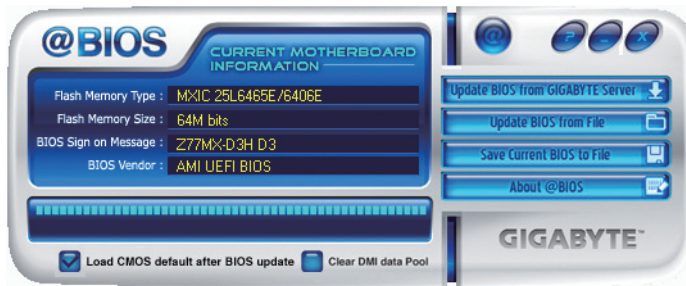 @BIOS
CURRENT MOTHERBOARD
INFORMATION
Flash Memory Type : MXIC 25L6465E/6406E
Flash Memory Size : 64M bits
BIOS Sign on Message : Z77MX-D3H D3
BIOS Vendor : AMI UEFI BIOS
Load CMOS default after BIOS update
Clear DMI data Pool
@
? – X
Update BIOS from GIGABYTE Server
Update BIOS from File
Save Current BIOS to File
About @BIOS
GIGABYTE™